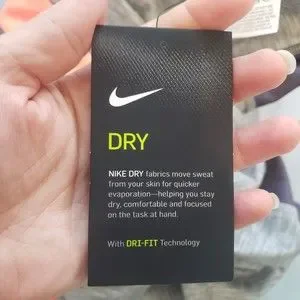 DRY
NIKE DRY fabrics move sweat
from your skin for quicker
evaporation—helping you stay
dry, comfortable and focused
on the task at hand.
With DRI-FIT Technology